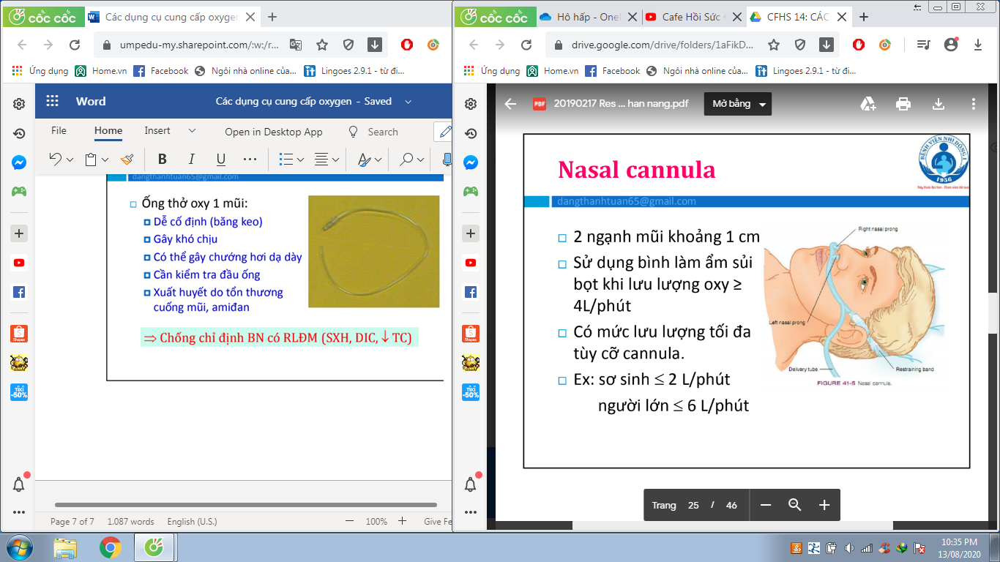 cốc cốc
Các dụng cụ cung cấp oxygen
umpedu-my.sharepoint.com/:w:/r...
Ứng dụng
Home.vn
Facebook
Ngôi nhà online của...
Lingoes 2.9.1 - từ đi...
Word
Các dụng cụ cung cấp oxygen - Saved
File
Home
Insert
Open in Desktop App
Search
B I U ...
dangthanhtuan65@gmail.com
Ống thở oxy 1 mũi:
Dễ cố định (băng keo)
Gây khó chịu
Có thể gây chướng hơi dạ dày
Cần kiểm tra đầu ống
Xuất huyết do tổn thương
cuống mũi, amiđan
⇒ Chống chỉ định BN có RLĐM (SXH, DIC, ↓ TC)
Shopee
TIKI
-50%
Page 7 of 7
1.087 words
English (U.S.)
100%
Give Fe
cốc cốc
Hô hấp - One
Cafe Hồi Sức
CFHS 14: CÁC
drive.google.com/drive/folders/1aFikD...
Ứng dụng
Home.vn
Facebook
Ngôi nhà online của...
Lingoes 2.9.1 - từ đi...
PDF
20190217 Res ... han nang.pdf
Mở bằng
Nasal cannula
BỆNH VIỆN NHI ĐỒNG 1
1956
dangthanhtuan65@gmail.com
2 ngạnh mũi khoảng 1 cm
Sử dụng bình làm ẩm sủi
bọt khi lưu lượng oxy ≥
4L/phút
Có mức lưu lượng tối đa
tùy cỡ cannula.
Ex: sơ sinh ≤ 2 L/phút
người lớn ≤ 6 L/phút
Right nasal prong
Left nasal prong
Delivery tube
Restraining band
FIGURE 41-5 Nasal cannula.
Shopee
TIKI
-50%
Trang 25 / 46
10:35 PM
13/08/2020